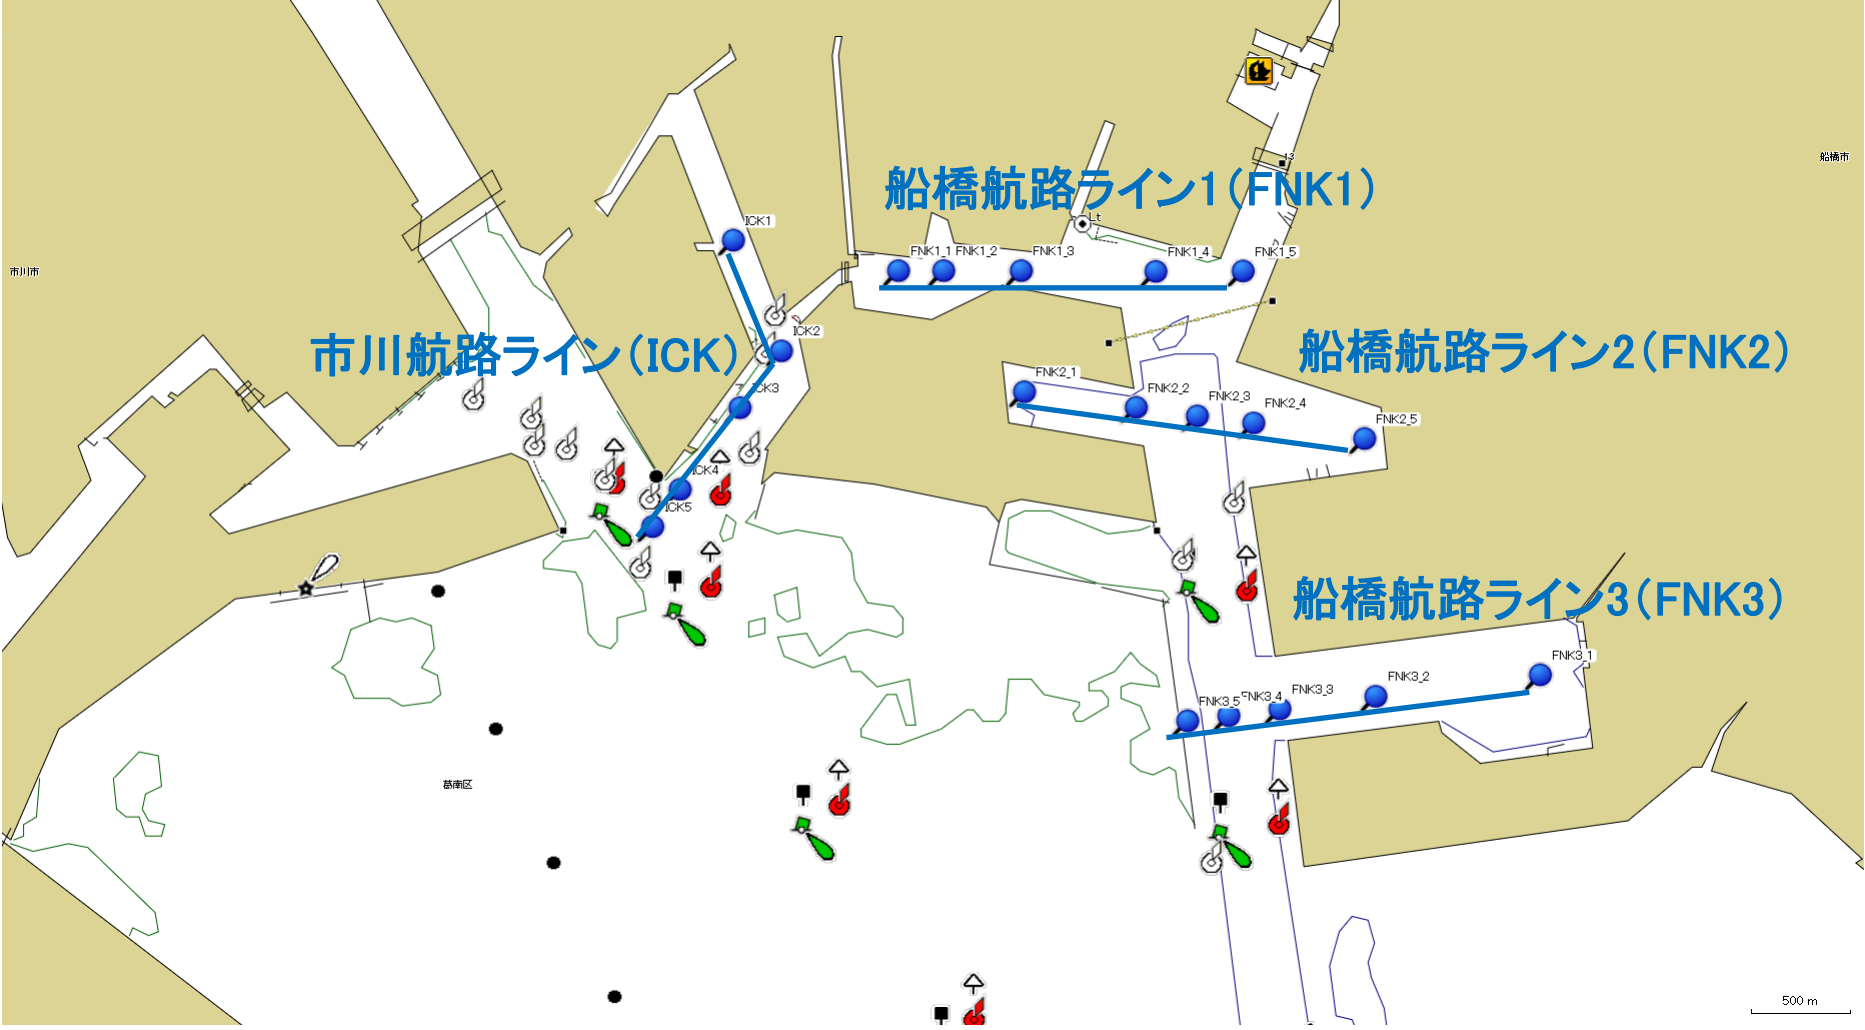 13
船橋市
船橋航路ライン1（FNK1）
Lt
ICK1
FNK1_1
FNK1_2
FNK1_3
FNK1_4
FNK1_5
市川市
市川航路ライン（ICK）
ICK2
船橋航路ライン2（FNK2）
FNK2_1
FNK2_2
FNK2_3
FNK2_4
FNK2_5
ICK3
ICK4
ICK5
船橋航路ライン3（FNK3）
FNK3_1
FNK3_2
FNK3_3
FNK3_4
FNK3_5
葛南区
500 m